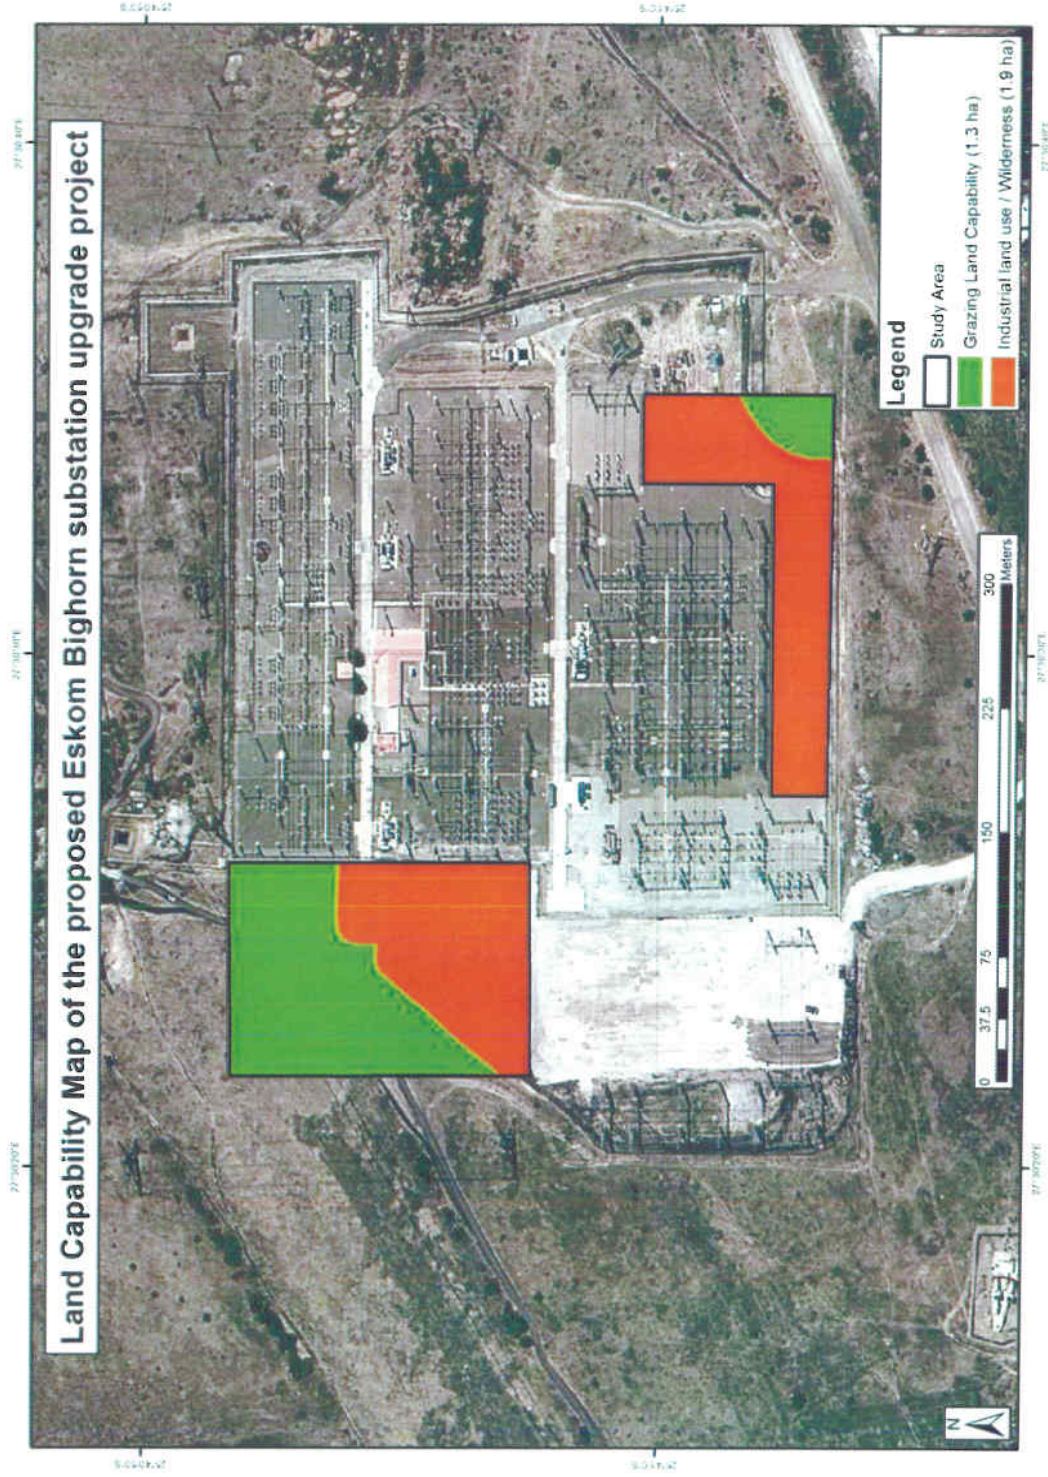 Land Capability Map of the proposed Eskom Bighorn substation upgrade project
Legend
Study Area
Grazing Land Capability (1.3 ha)
Industrial land use / Wilderness (1.9 ha)
0 37.5 75 150 225 300
Meters
N